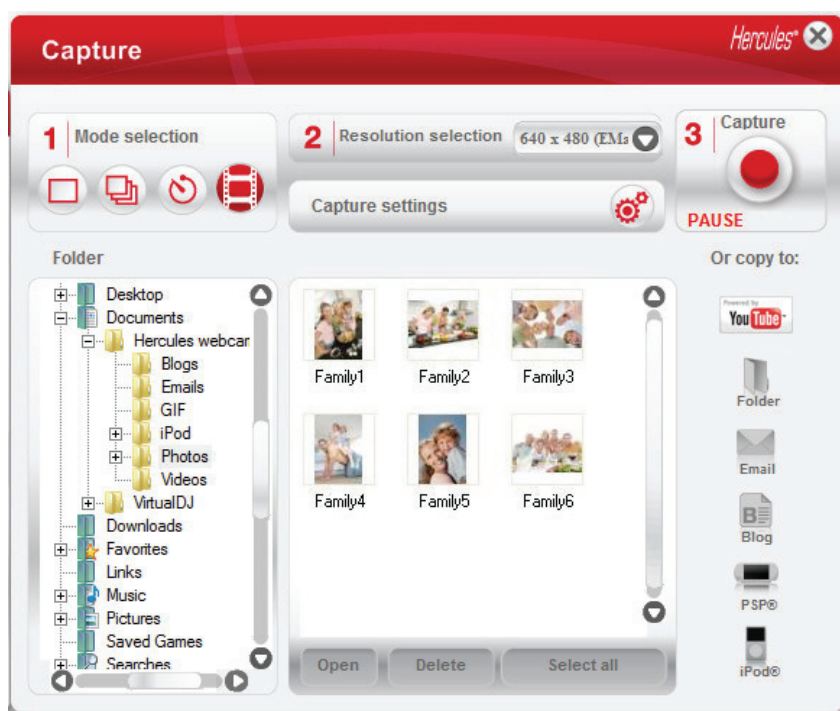 Capture
Hercules®
1 Mode selection
2 Resolution selection 640 x 480 (EMa
3 Capture
Capture settings
PAUSE
Folder
Or copy to:
Desktop
Documents
Hercules webcar
Blogs
Emails
GIF
iPod
Photos
Videos
VirtualDJ
Downloads
Favorites
Links
Music
Pictures
Saved Games
Searches
Family1 Family2 Family3
Family4 Family5 Family6
Open Delete Select all
Powered by
YouTube™
Folder
Email
B
Blog
PSP®
iPod®